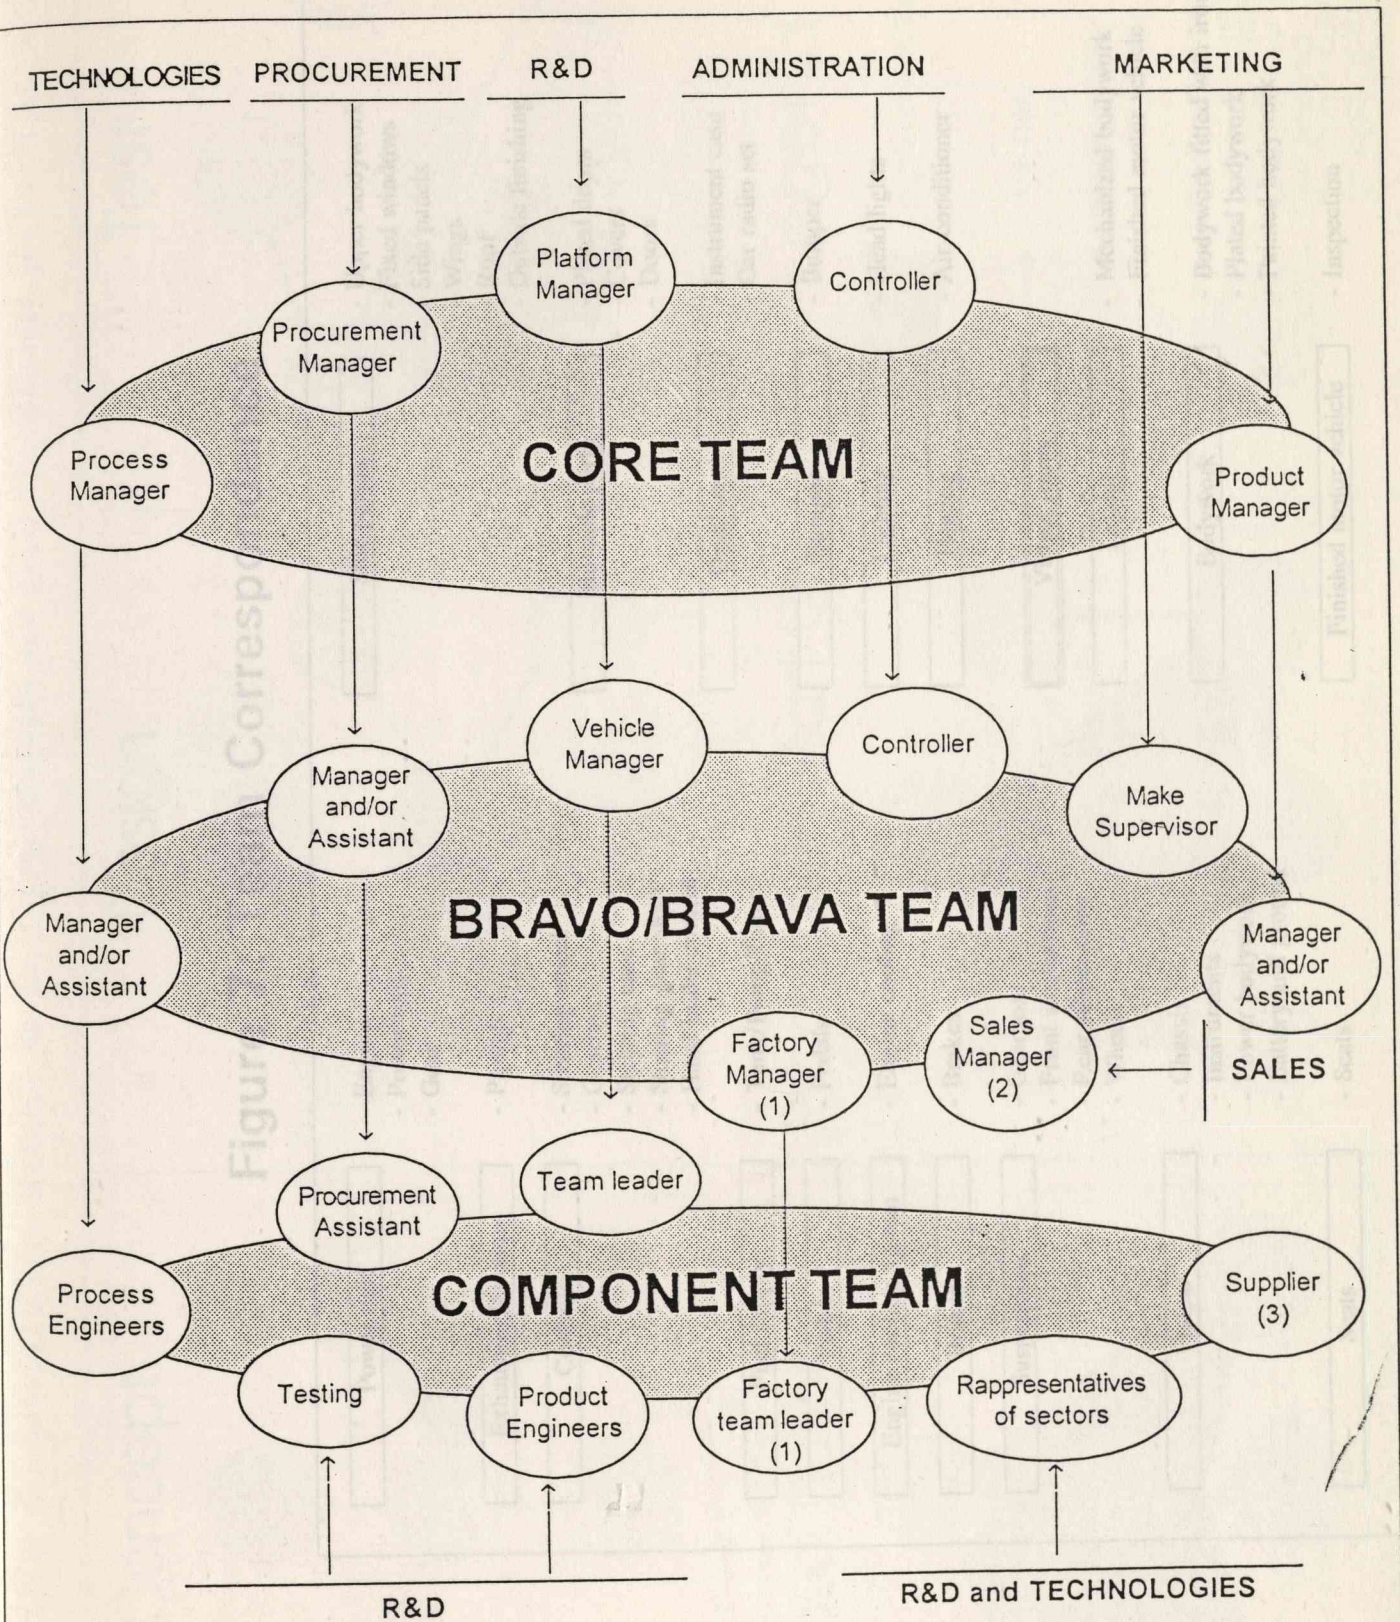 TECHNOLOGIES PROCUREMENT R&D ADMINISTRATION MARKETING
Platform
Manager
Controller
Procurement
Manager
Process
Manager
CORE TEAM
Product
Manager
Vehicle
Manager
Controller
Manager
and/or
Assistant
Make
Supervisor
Manager
and/or
Assistant
BRAVO/BRAVA TEAM
Manager
and/or
Assistant
Factory
Manager
(1)
Sales
Manager
(2)
SALES
Team leader
Procurement
Assistant
Process
Engineers
COMPONENT TEAM
Supplier
(3)
Testing
Product
Engineers
Factory
team leader
(1)
Rappresentatives
of sectors
R&D
R&D and TECHNOLOGIES